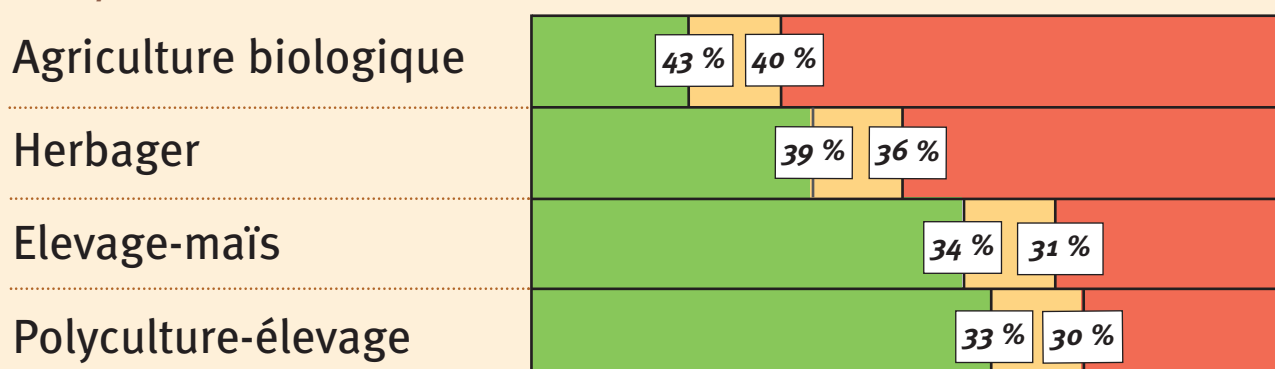 Agriculture biologique 43 % 40 %
Herbager 39 % 36 %
Elevage-maïs 34 % 31 %
Polyculture-élevage 33 % 30 %